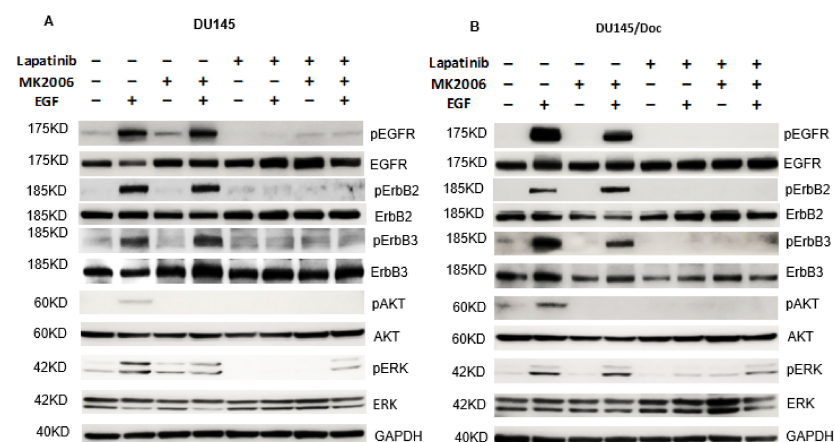 A
DU145
Lapatinib − − − − + + + +
MK2006 − − + + − − + +
EGF − + − + − + − +
175KD pEGFR
175KD EGFR
185KD pErbB2
185KD ErbB2
185KD pErbB3
185KD ErbB3
60KD pAKT
60KD AKT
42KD pERK
42KD ERK
40KD GAPDH
B
DU145/Doc
Lapatinib − − − − + + + +
MK2006 − − + + − − + +
EGF − + − + − + − +
175KD pEGFR
175KD EGFR
185KD pErbB2
185KD ErbB2
185KD pErbB3
185KD ErbB3
60KD pAKT
60KD AKT
42KD pERK
42KD ERK
40KD GAPDH